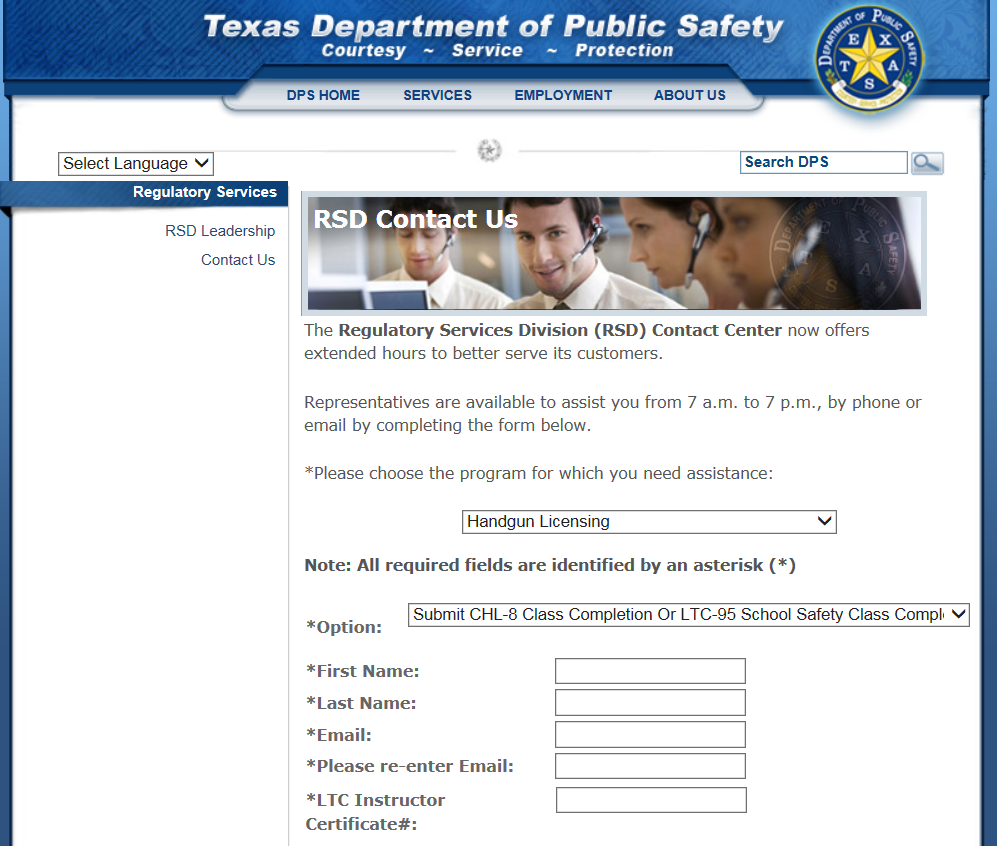 Texas Department of Public Safety
Courtesy ~ Service ~ Protection
DEPARTMENT OF PUBLIC SAFETY
TEXAS
DPS HOME SERVICES EMPLOYMENT ABOUT US
Select Language
Search DPS
Regulatory Services
RSD Leadership
Contact Us
RSD Contact Us
The Regulatory Services Division (RSD) Contact Center now offers
extended hours to better serve its customers.
Representatives are available to assist you from 7 a.m. to 7 p.m., by phone or
email by completing the form below.
*Please choose the program for which you need assistance:
Handgun Licensing
Note: All required fields are identified by an asterisk (*)
*Option:
Submit CHL-8 Class Completion Or LTC-95 School Safety Class Compl
*First Name:
*Last Name:
*Email:
*Please re-enter Email:
*LTC Instructor
Certificate#: